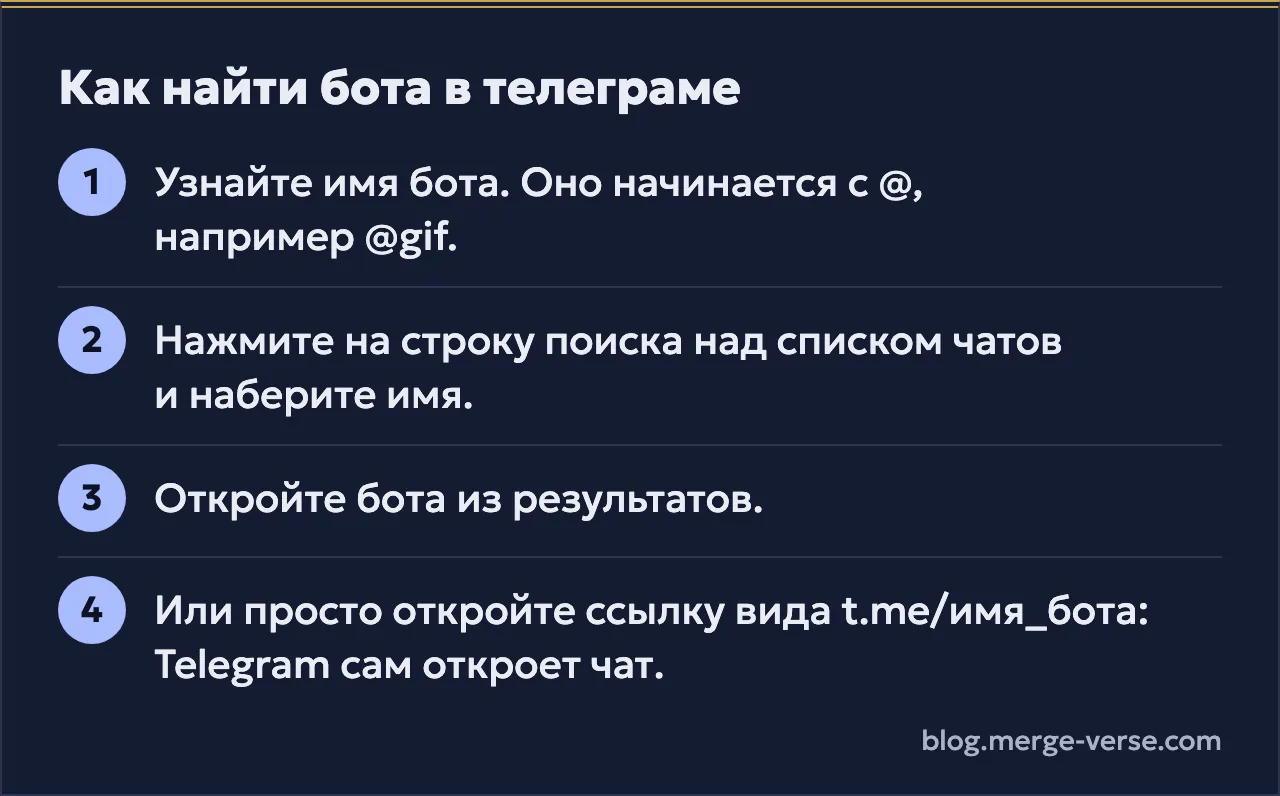 Как найти бота в телеграме
1
Узнайте имя бота. Оно начинается с @,
например @gif.
2
Нажмите на строку поиска над списком чатов
и наберите имя.
3
Откройте бота из результатов.
4
Или просто откройте ссылку вида t.me/имя_бота:
Telegram сам откроет чат.
blog.merge-verse.com